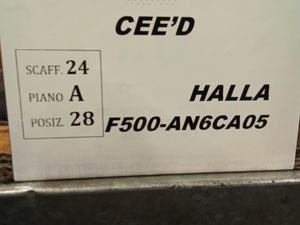 CEE'D
SCAFF. 24
PIANO A
POSIZ. 28
HALLA
F500-AN6CA05